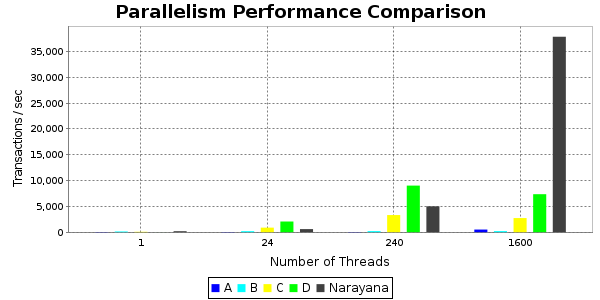 Parallelism Performance Comparison
35,000
30,000
25,000
20,000
15,000
10,000
5,000
0
Transactions / sec
1 24 240 1600
Number of Threads
A B C D Narayana